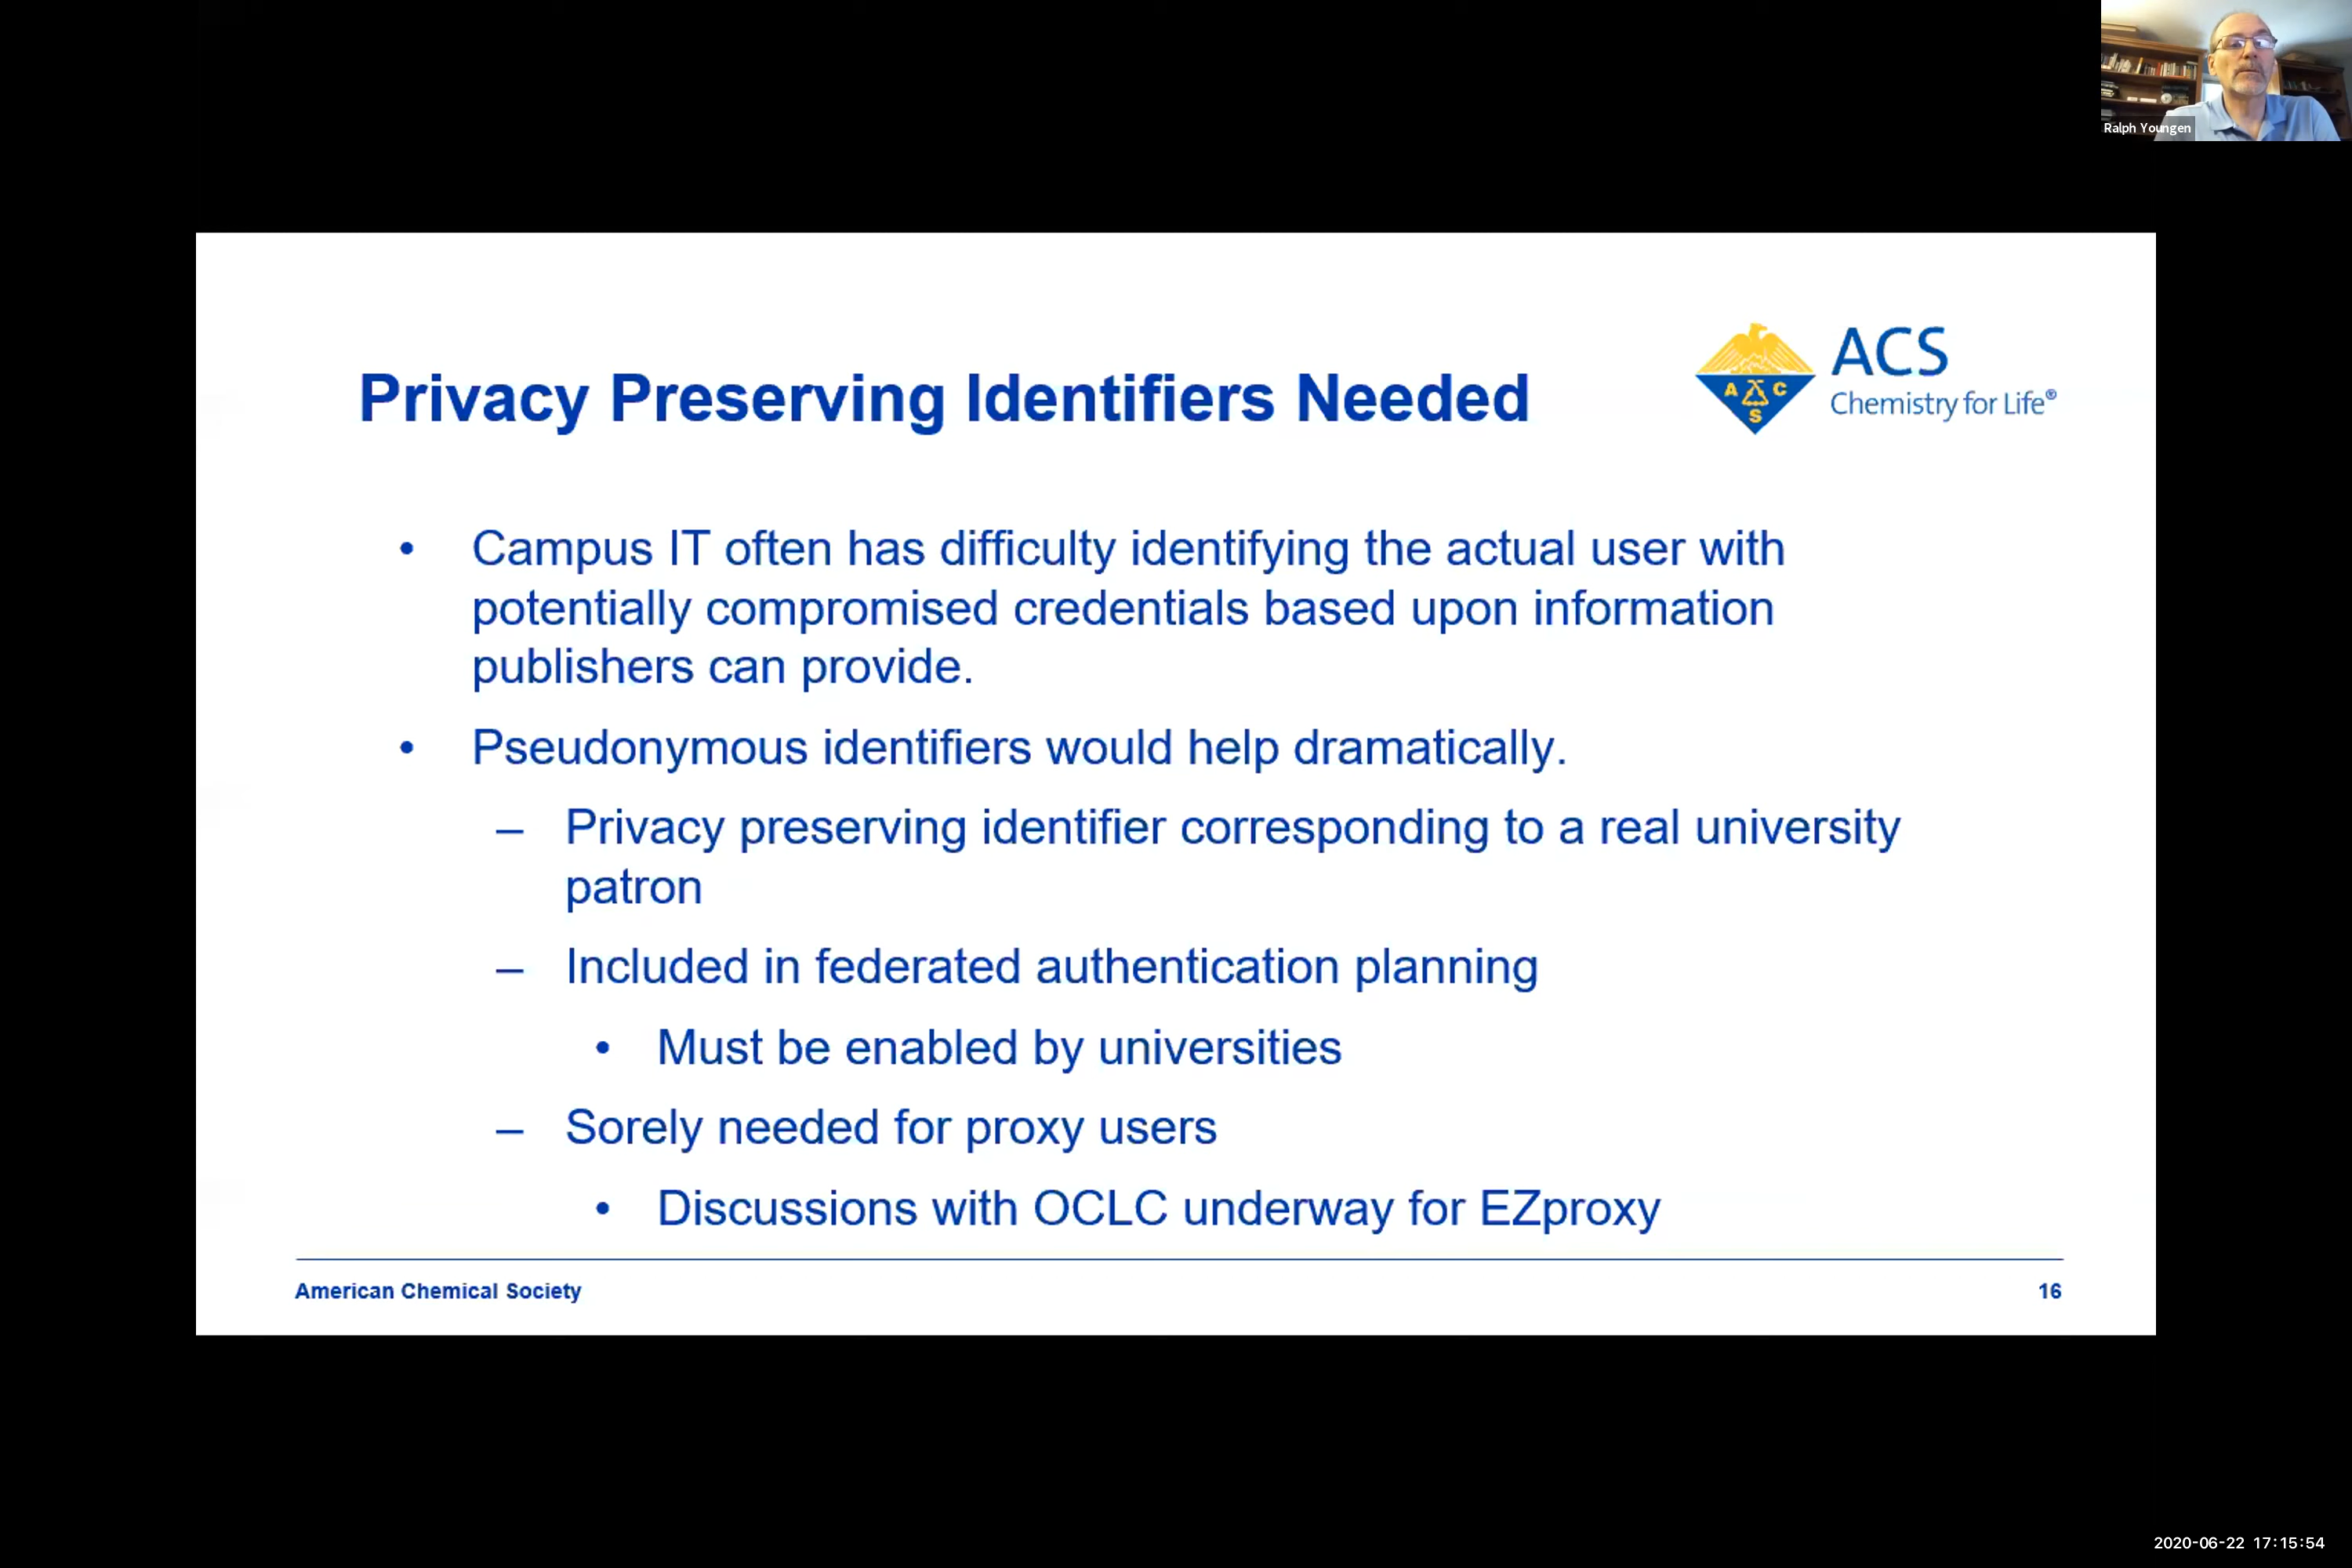 Ralph Youngen
Privacy Preserving Identifiers Needed
A C
S
ACS
Chemistry for Life®
• Campus IT often has difficulty identifying the actual user with
potentially compromised credentials based upon information
publishers can provide.
• Pseudonymous identifiers would help dramatically.
– Privacy preserving identifier corresponding to a real university
patron
– Included in federated authentication planning
• Must be enabled by universities
– Sorely needed for proxy users
• Discussions with OCLC underway for EZproxy
American Chemical Society
16
2020-06-22 17:15:54